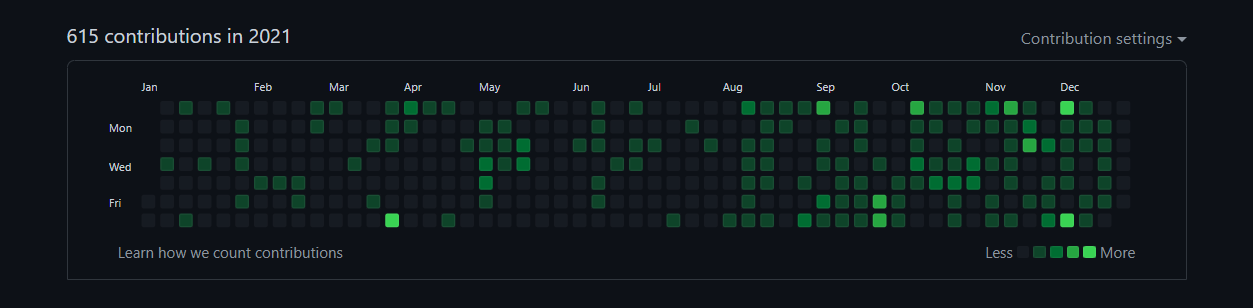 615 contributions in 2021
Contribution settings
Jan Feb Mar Apr May Jun Jul Aug Sep Oct Nov Dec
Mon
Wed
Fri
Learn how we count contributions
Less More